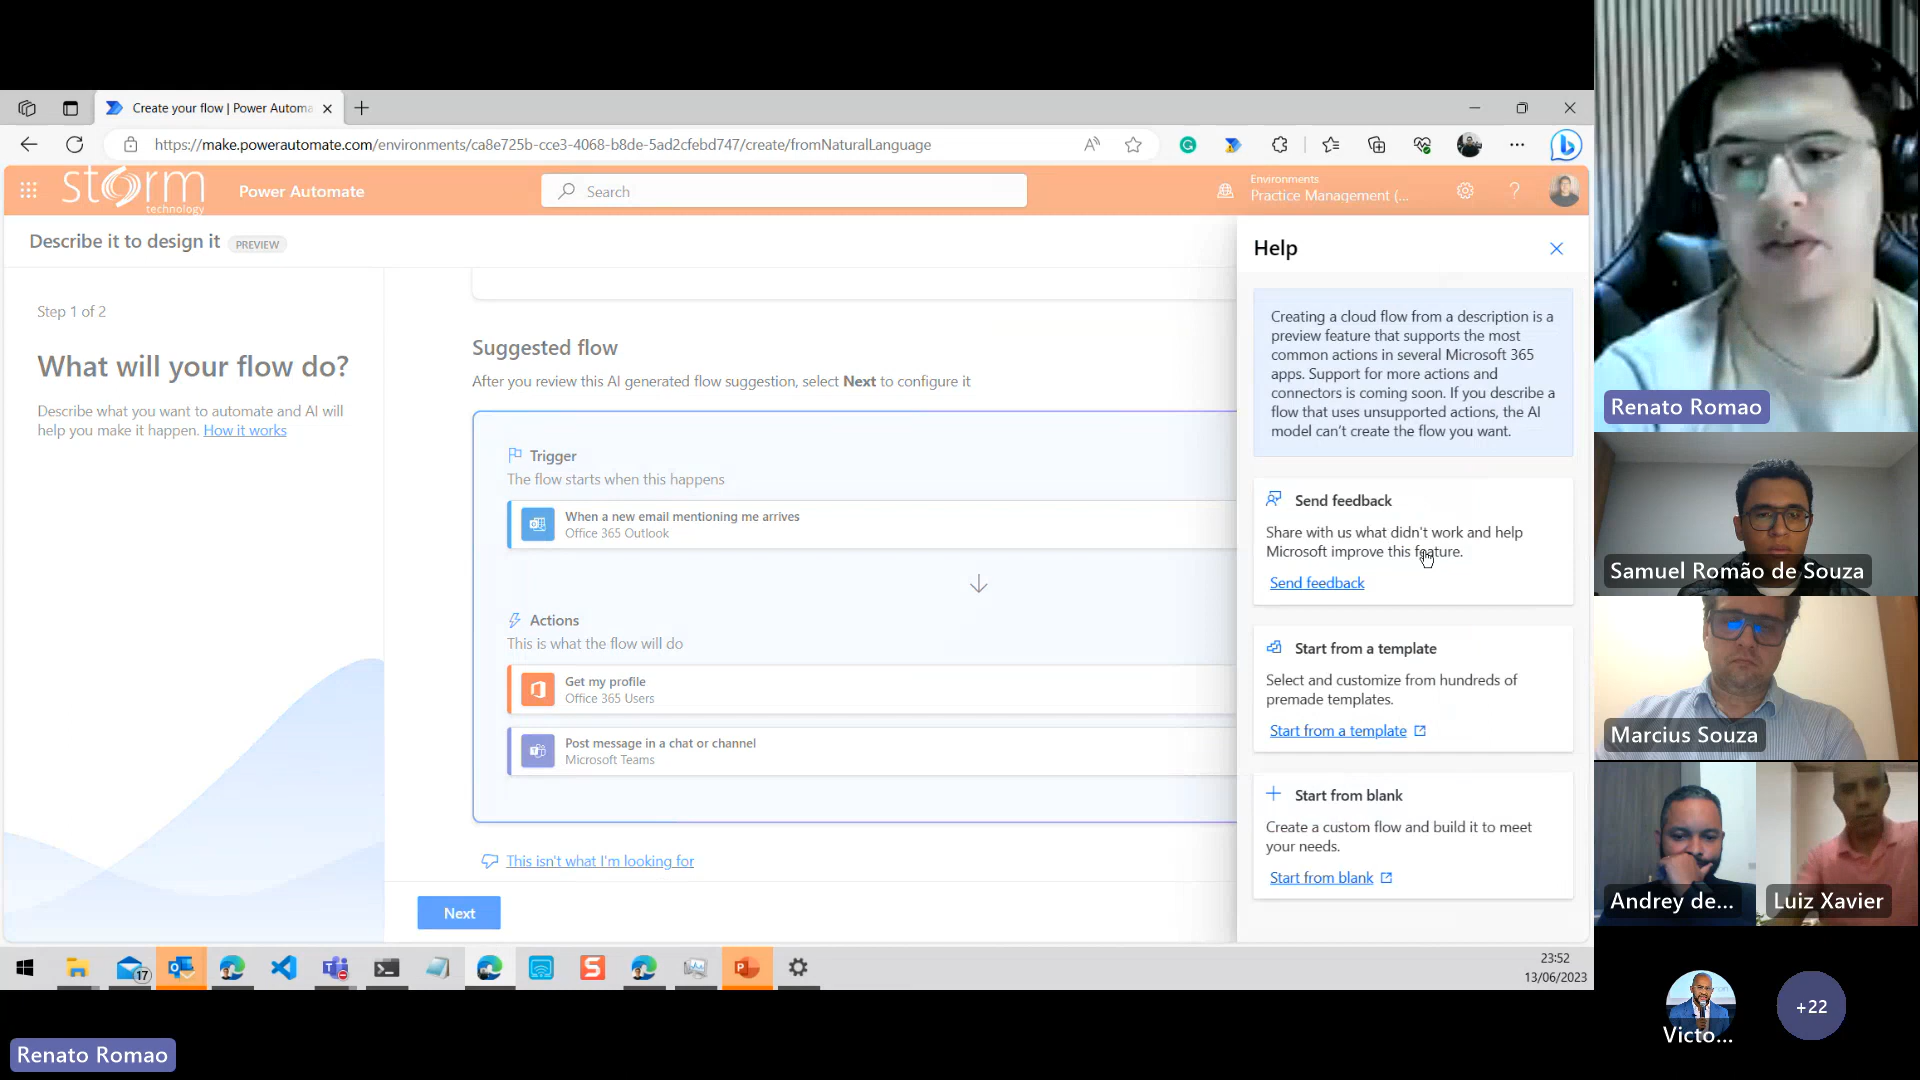 Create your flow | Power Automa
https://make.powerautomate.com/environments/ca8e725b-cce3-4068-b8de-5ad2cfebd747/create/fromNaturalLanguage
storm
technology
Power Automate
Search
Environments
Practice Management (...
Describe it to design it
PREVIEW
Step 1 of 2
What will your flow do?
Describe what you want to automate and AI will
help you make it happen. How it works
Suggested flow
After you review this AI generated flow suggestion, select Next to configure it
Trigger
The flow starts when this happens
When a new email mentioning me arrives
Office 365 Outlook
Actions
This is what the flow will do
Get my profile
Office 365 Users
Post message in a chat or channel
Microsoft Teams
This isn't what I'm looking for
Next
Help
Creating a cloud flow from a description is a
preview feature that supports the most
common actions in several Microsoft 365
apps. Support for more actions and
connectors is coming soon. If you describe a
flow that uses unsupported actions, the AI
model can't create the flow you want.
Send feedback
Share with us what didn't work and help
Microsoft improve this feature.
Send feedback
Start from a template
Select and customize from hundreds of
premade templates.
Start from a template
Start from blank
Create a custom flow and build it to meet
your needs.
Start from blank
17
23:52
13/06/2023
Renato Romao
Samuel Romão de Souza
Marcius Souza
Andrey de...
Luiz Xavier
Victo...
+22
Renato Romao